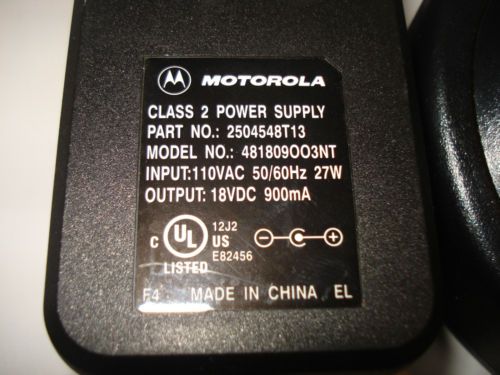 MOTOROLA
CLASS 2 POWER SUPPLY
PART NO.: 2504548T13
MODEL NO.: 481809OO3NT
INPUT:110VAC 50/60Hz 27W
OUTPUT: 18VDC 900mA
12J2
C UL US
E82456
LISTED
F4 MADE IN CHINA EL